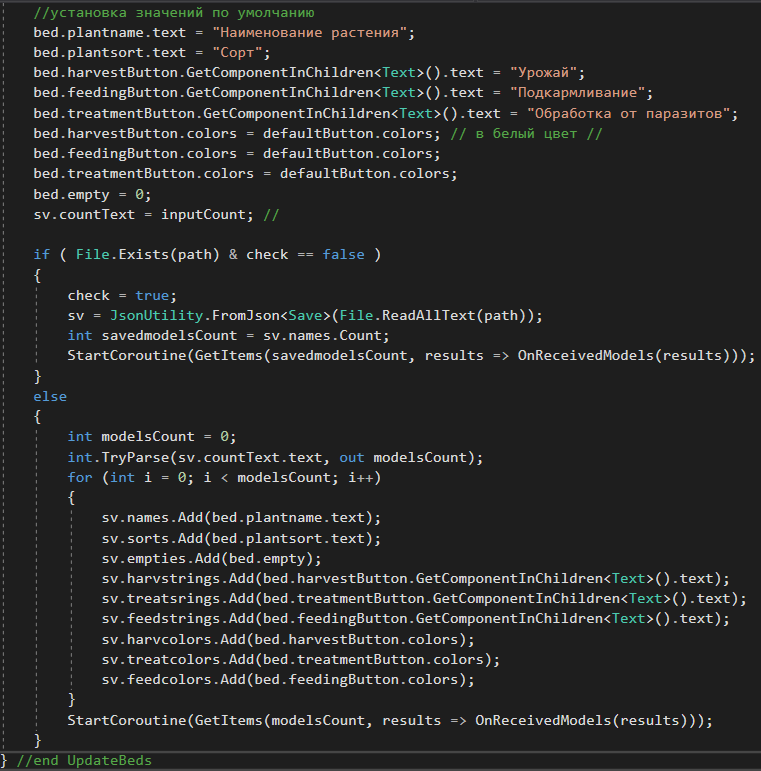 //установка значений по умолчанию
bed.plantname.text = "Наименование растения";
bed.plantsort.text = "Сорт";
bed.harvestButton.GetComponentInChildren<Text>().text = "Урожай";
bed.feedingButton.GetComponentInChildren<Text>().text = "Подкармливание";
bed.treatmentButton.GetComponentInChildren<Text>().text = "Обработка от паразитов";
bed.harvestButton.colors = defaultButton.colors; // в белый цвет //
bed.feedingButton.colors = defaultButton.colors;
bed.treatmentButton.colors = defaultButton.colors;
bed.empty = 0;
sv.countText = inputCount; //
if ( File.Exists(path) & check == false )
{
check = true;
sv = JsonUtility.FromJson<Save>(File.ReadAllText(path));
int savedmodelsCount = sv.names.Count;
StartCoroutine(GetItems(savedmodelsCount, results => OnReceivedModels(results)));
}
else
{
int modelsCount = 0;
int.TryParse(sv.countText.text, out modelsCount);
for (int i = 0; i < modelsCount; i++)
{
sv.names.Add(bed.plantname.text);
sv.sorts.Add(bed.plantsort.text);
sv.empties.Add(bed.empty);
sv.harvstrings.Add(bed.harvestButton.GetComponentInChildren<Text>().text);
sv.treatsrings.Add(bed.treatmentButton.GetComponentInChildren<Text>().text);
sv.feedstrings.Add(bed.feedingButton.GetComponentInChildren<Text>().text);
sv.harvcolors.Add(bed.harvestButton.colors);
sv.treatcolors.Add(bed.treatmentButton.colors);
sv.feedcolors.Add(bed.feedingButton.colors);
}
StartCoroutine(GetItems(modelsCount, results => OnReceivedModels(results)));
}
} //end UpdateBeds